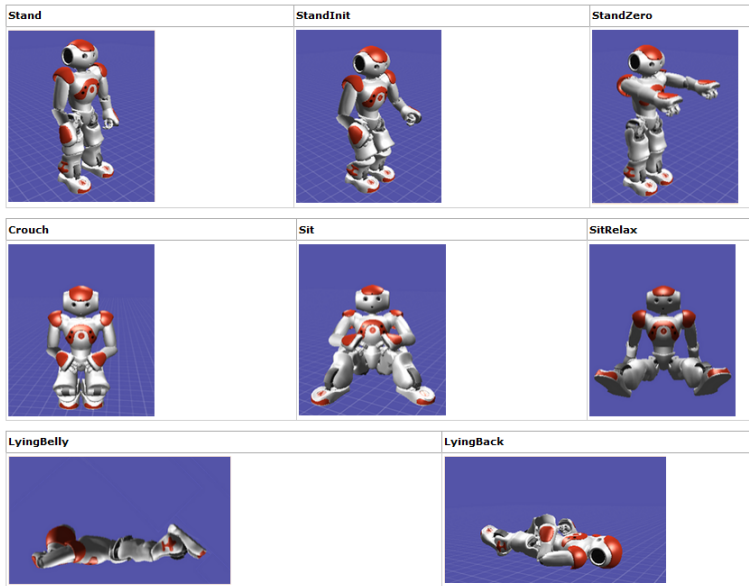 Stand
StandInit
StandZero
Crouch
Sit
SitRelax
LyingBelly
LyingBack